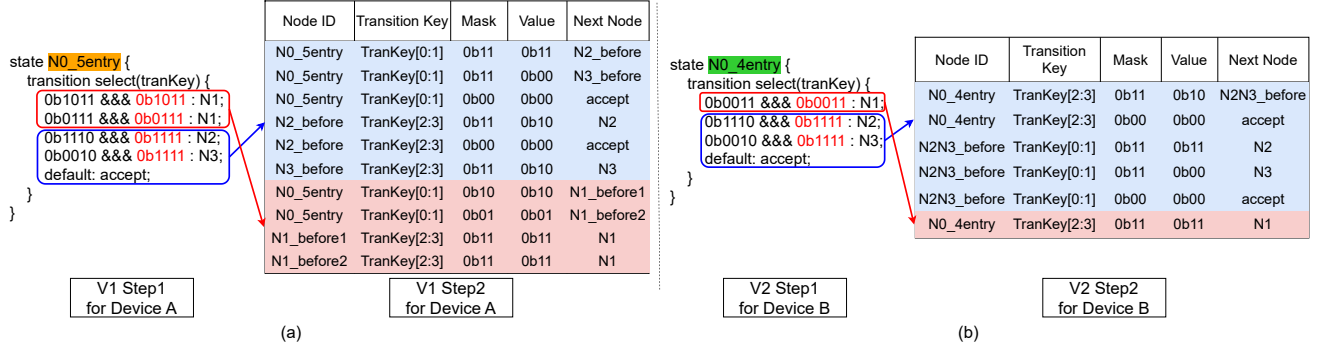 state N0_5entry {
transition select(tranKey) {
0b1011 &&& 0b1011 : N1;
0b0111 &&& 0b0111 : N1;
0b1110 &&& 0b1111 : N2;
0b0010 &&& 0b1111 : N3;
default: accept;
}
}
Node ID Transition Key Mask Value Next Node
N0_5entry TranKey[0:1] 0b11 0b11 N2_before
N0_5entry TranKey[0:1] 0b11 0b00 N3_before
N0_5entry TranKey[0:1] 0b00 0b00 accept
N2_before TranKey[2:3] 0b11 0b10 N2
N2_before TranKey[2:3] 0b00 0b00 accept
N3_before TranKey[2:3] 0b11 0b10 N3
N0_5entry TranKey[0:1] 0b10 0b10 N1_before1
N0_5entry TranKey[0:1] 0b01 0b01 N1_before2
N1_before1 TranKey[2:3] 0b11 0b11 N1
N1_before2 TranKey[2:3] 0b11 0b11 N1
V1 Step1
for Device A
V1 Step2
for Device A
(a)
state N0_4entry {
transition select(tranKey) {
0b0011 &&& 0b0011 : N1;
0b1110 &&& 0b1111 : N2;
0b0010 &&& 0b1111 : N3;
default: accept;
}
}
Node ID Transition Key Mask Value Next Node
N0_4entry TranKey[2:3] 0b11 0b10 N2N3_before
N0_4entry TranKey[2:3] 0b00 0b00 accept
N2N3_before TranKey[0:1] 0b11 0b11 N2
N2N3_before TranKey[0:1] 0b11 0b00 N3
N2N3_before TranKey[0:1] 0b00 0b00 accept
N0_4entry TranKey[2:3] 0b11 0b11 N1
V2 Step1
for Device B
V2 Step2
for Device B
(b)